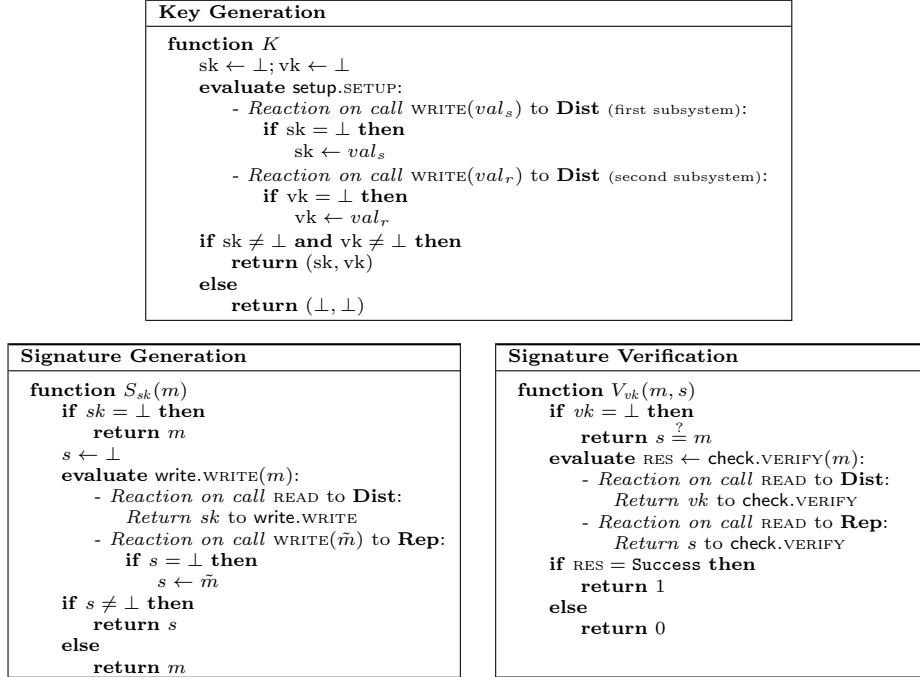 Key Generation
function K
sk ← ⊥; vk ← ⊥
evaluate setup.SETUP:
- Reaction on call WRITE(val_s) to Dist (first subsystem):
if sk = ⊥ then
sk ← val_s
- Reaction on call WRITE(val_r) to Dist (second subsystem):
if vk = ⊥ then
vk ← val_r
if sk ≠ ⊥ and vk ≠ ⊥ then
return (sk, vk)
else
return (⊥, ⊥)
Signature Generation
function S_sk(m)
if sk = ⊥ then
return m
s ← ⊥
evaluate write.WRITE(m):
- Reaction on call READ to Dist:
Return sk to write.WRITE
- Reaction on call WRITE(m̃) to Rep:
if s = ⊥ then
s ← m̃
if s ≠ ⊥ then
return s
else
return m
Signature Verification
function V_vk(m, s)
if vk = ⊥ then
return s ≟ m
evaluate RES ← check.VERIFY(m):
- Reaction on call READ to Dist:
Return vk to check.VERIFY
- Reaction on call READ to Rep:
Return s to check.VERIFY
if RES = Success then
return 1
else
return 0